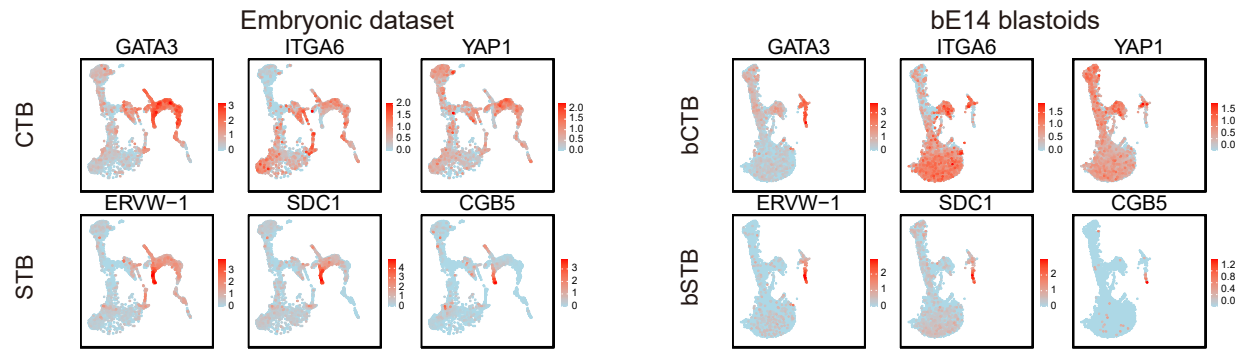 Embryonic dataset
bE14 blastoids
GATA3
ITGA6
YAP1
GATA3
ITGA6
YAP1
CTB
3
2
1
0
2.0
1.5
1.0
0.5
0.0
2.0
1.5
1.0
0.5
0.0
bCTB
3
2
1
0
1.5
1.0
0.5
0.0
1.5
1.0
0.5
0.0
ERVW−1
SDC1
CGB5
ERVW−1
SDC1
CGB5
STB
3
2
1
0
4
3
2
1
0
3
2
1
0
bSTB
2
1
0
2
1
0
1.2
0.8
0.4
0.0